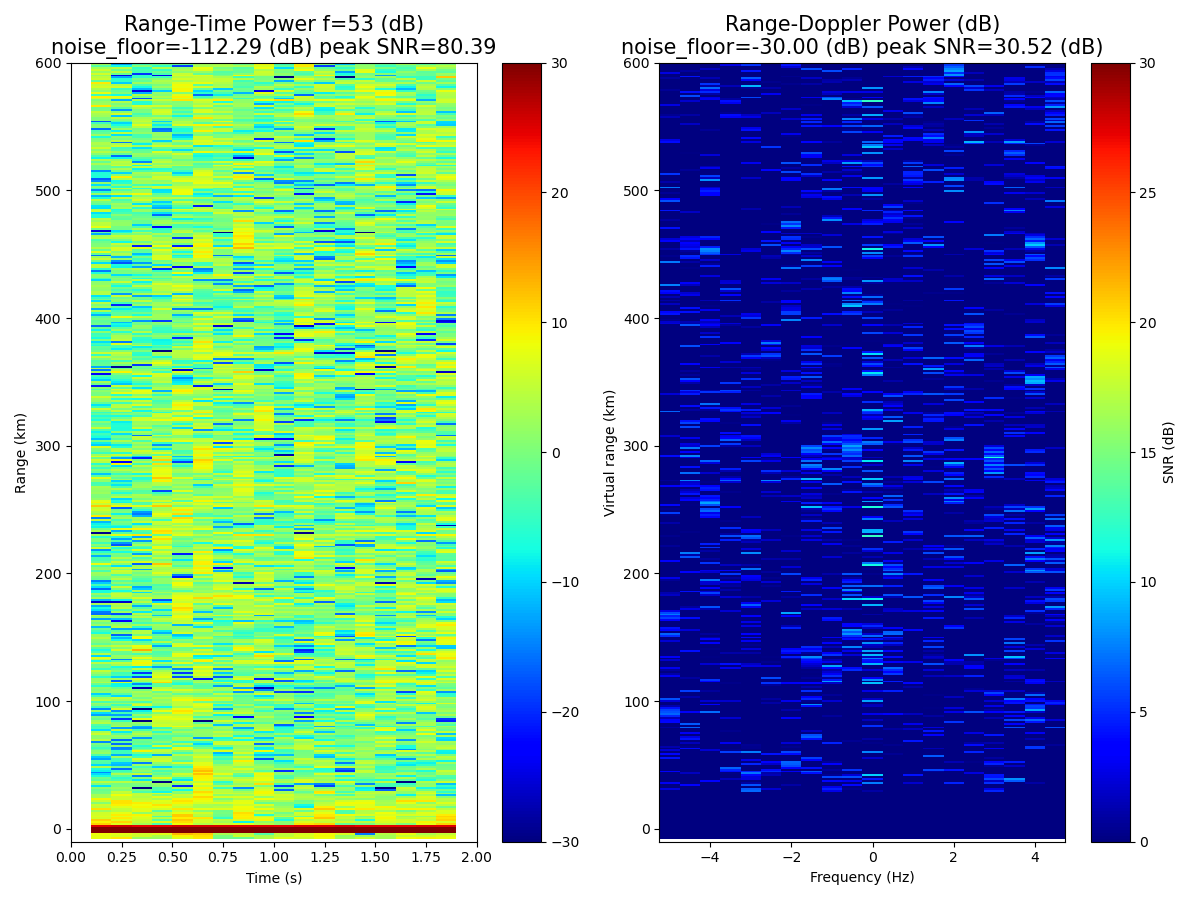 Range-Time Power f=53 (dB)
noise_floor=-112.29 (dB) peak SNR=80.39
Range-Doppler Power (dB)
noise_floor=-30.00 (dB) peak SNR=30.52 (dB)
600
500
400
300
200
100
0
Range (km)
0.00 0.25 0.50 0.75 1.00 1.25 1.50 1.75 2.00
Time (s)
30
20
10
0
−10
−20
−30
600
500
400
300
200
100
0
Virtual range (km)
−4 −2 0 2 4
Frequency (Hz)
30
25
20
15
10
5
0
SNR (dB)